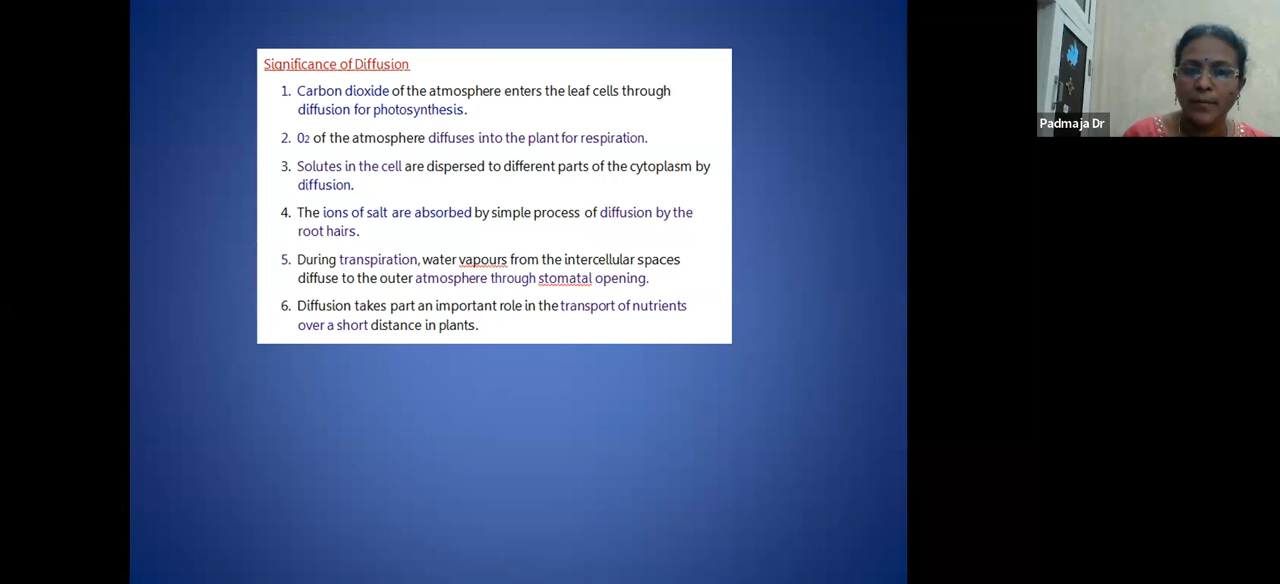 Significance of Diffusion
1. Carbon dioxide of the atmosphere enters the leaf cells through
diffusion for photosynthesis.
2. 02 of the atmosphere diffuses into the plant for respiration.
3. Solutes in the cell are dispersed to different parts of the cytoplasm by
diffusion.
4. The ions of salt are absorbed by simple process of diffusion by the
root hairs.
5. During transpiration, water vapours from the intercellular spaces
diffuse to the outer atmosphere through stomatal opening.
6. Diffusion takes part an important role in the transport of nutrients
over a short distance in plants.
Padmaja Dr